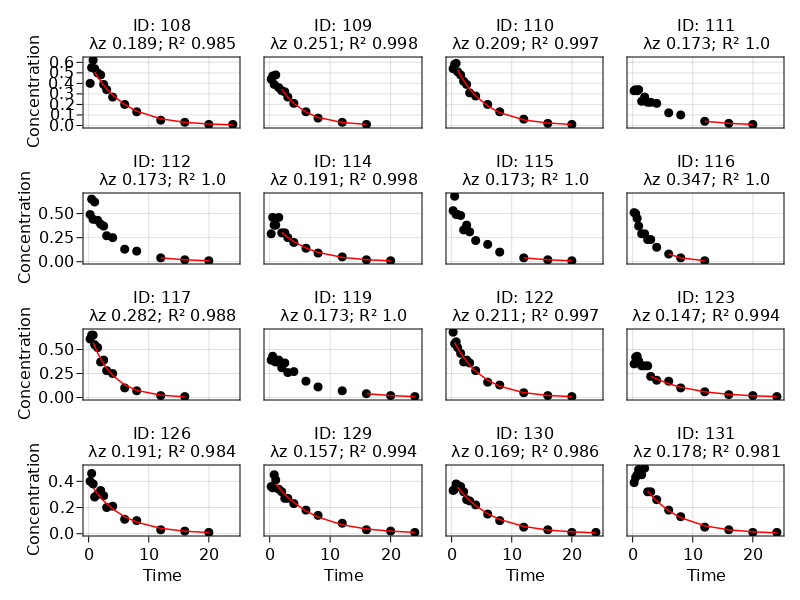 ID: 108
λz 0.189; R² 0.985
ID: 109
λz 0.251; R² 0.998
ID: 110
λz 0.209; R² 0.997
ID: 111
λz 0.173; R² 1.0
Concentration
0.6
0.5
0.4
0.3
0.2
0.1
0.0
ID: 112
λz 0.173; R² 1.0
ID: 114
λz 0.191; R² 0.998
ID: 115
λz 0.173; R² 1.0
ID: 116
λz 0.347; R² 1.0
Concentration
0.50
0.25
0.00
ID: 117
λz 0.282; R² 0.988
ID: 119
λz 0.173; R² 1.0
ID: 122
λz 0.211; R² 0.997
ID: 123
λz 0.147; R² 0.994
Concentration
0.50
0.25
0.00
ID: 126
λz 0.191; R² 0.984
ID: 129
λz 0.157; R² 0.994
ID: 130
λz 0.169; R² 0.986
ID: 131
λz 0.178; R² 0.981
Concentration
0.4
0.2
0.0
0 10 20
0 10 20
0 10 20
0 10 20
Time
Time
Time
Time